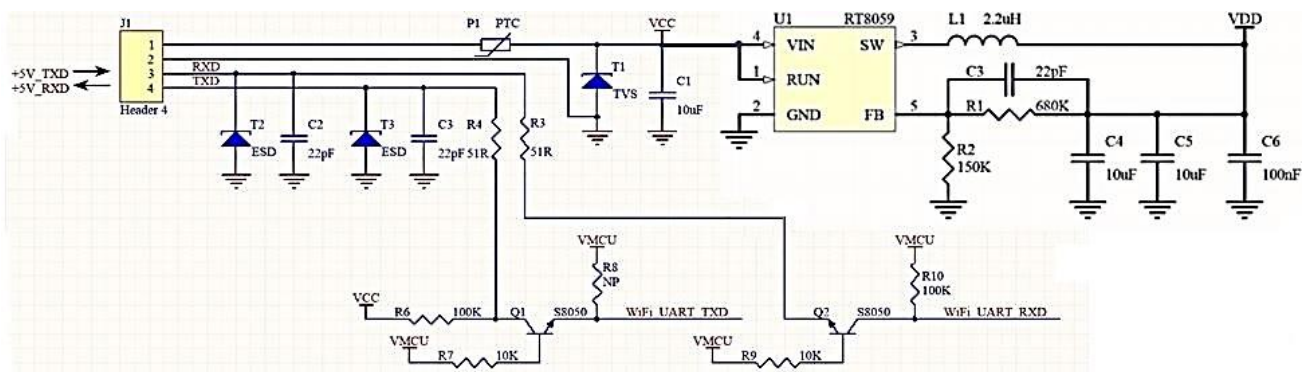 J1
1
2
3
4
Header 4
+5V_TXD
+5V_RXD
RXD
TXD
P1 PTC
VCC
T1
TVS
C1
10uF
T2
ESD
C2
22pF
T3
ESD
C3
22pF
R4
51R
R3
51R
U1 RT8059
4 VIN SW 3
1 RUN
2 GND FB 5
L1 2.2uH
VDD
C3 22pF
R1 680K
R2
150K
C4
10uF
C5
10uF
C6
100nF
VMCU
R8
NP
VCC
R6 100K
Q1 S8050
WiFi_UART_TXD
VMCU
R7 10K
VMCU
R10
100K
Q2 S8050
WiFi_UART_RXD
VMCU
R9 10K